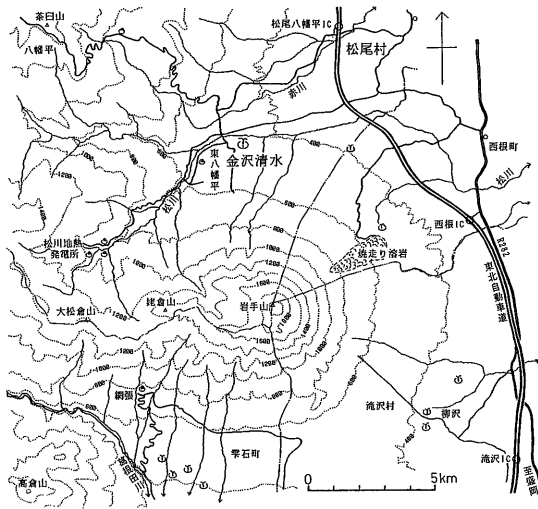 茶臼山
八幡平
松尾八幡平IC
松尾村
赤川
金沢清水
東八幡平
松川
西根町
松川
西根IC
R282
東北自動車道
松川地熱
発電所
焼走り溶岩
岩手山
姥倉山
大松倉山
網張
雫石町
滝沢村
柳沢
滝沢IC
至盛岡
葛根田川
高倉山
0
5km